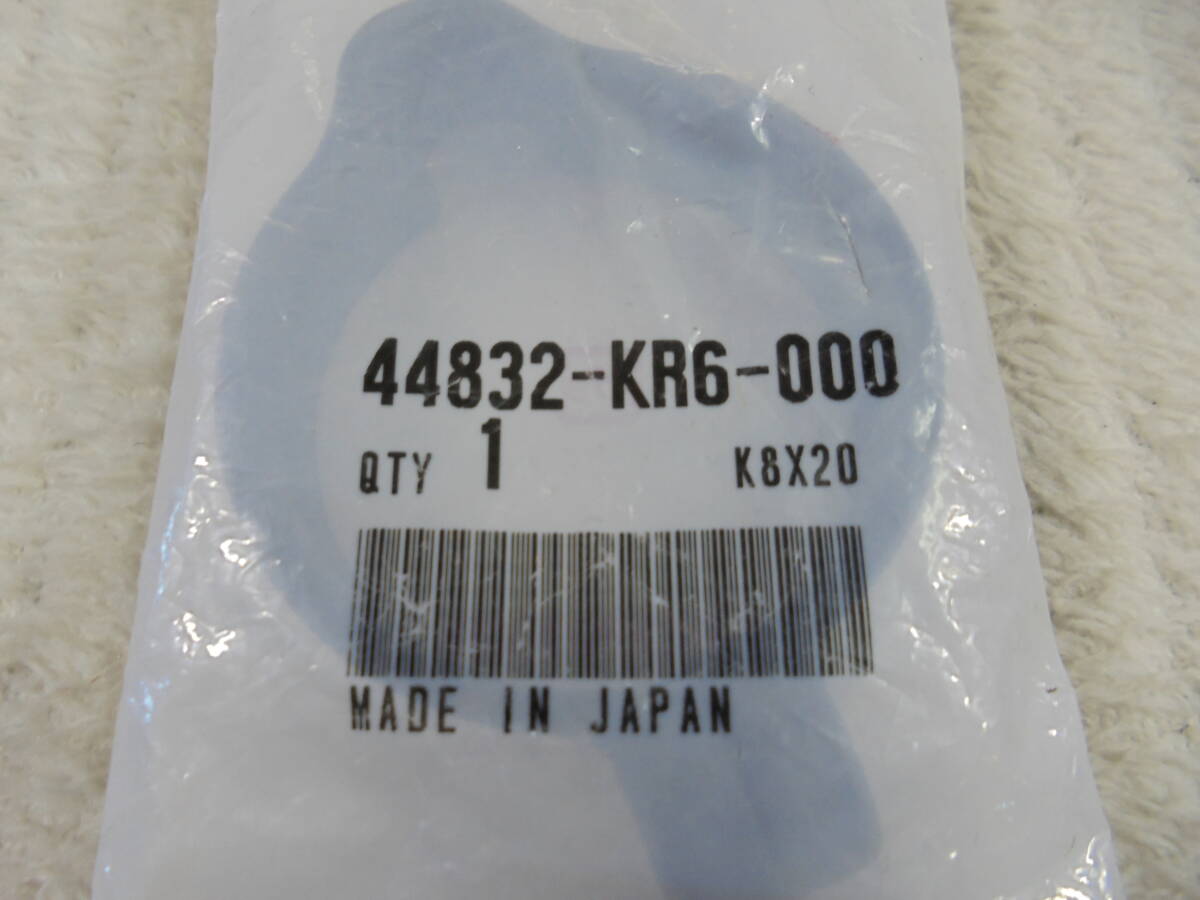 44832-KR6-000
QTY 1 K8X20
MADE IN JAPAN